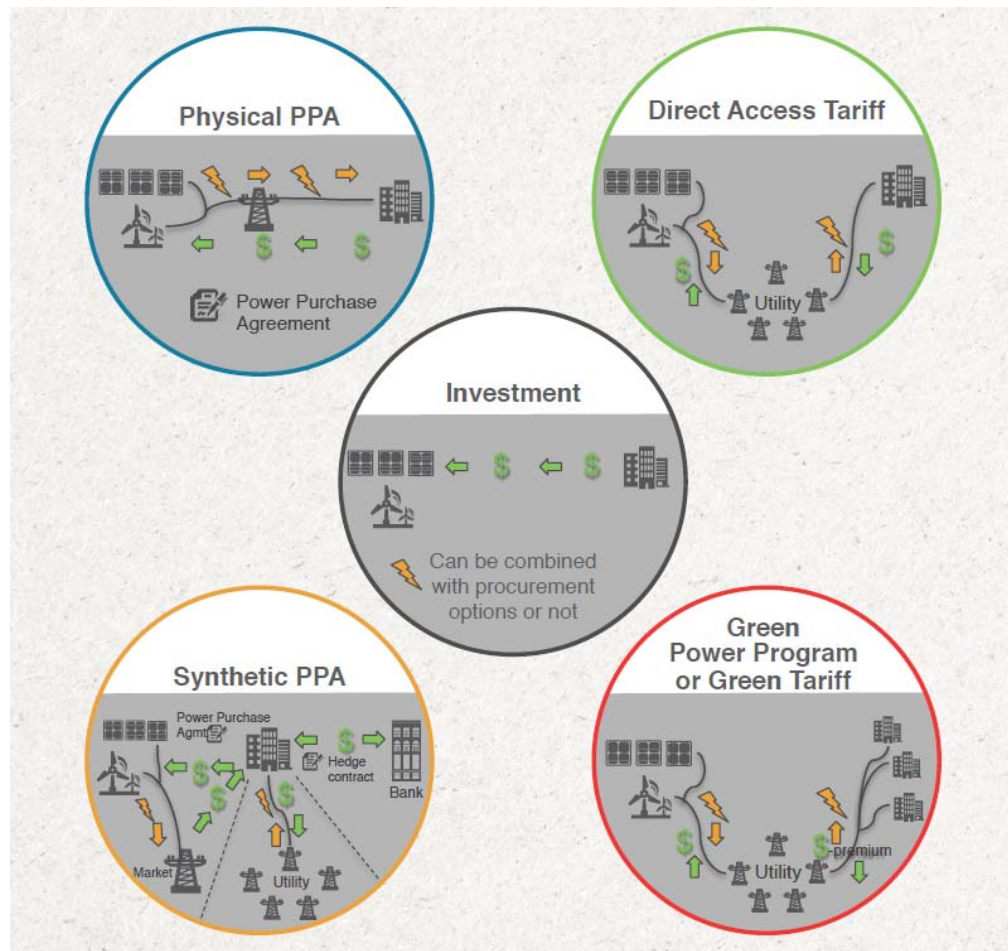 Physical PPA
$
$
Power Purchase
Agreement
Direct Access Tariff
$
$
Utility
Investment
$
$
Can be combined
with procurement
options or not
Synthetic PPA
Power Purchase
Agmt
$
$
$
$
Hedge
contract
Bank
Market
Utility
Green
Power Program
or Green Tariff
$
$-premium
Utility